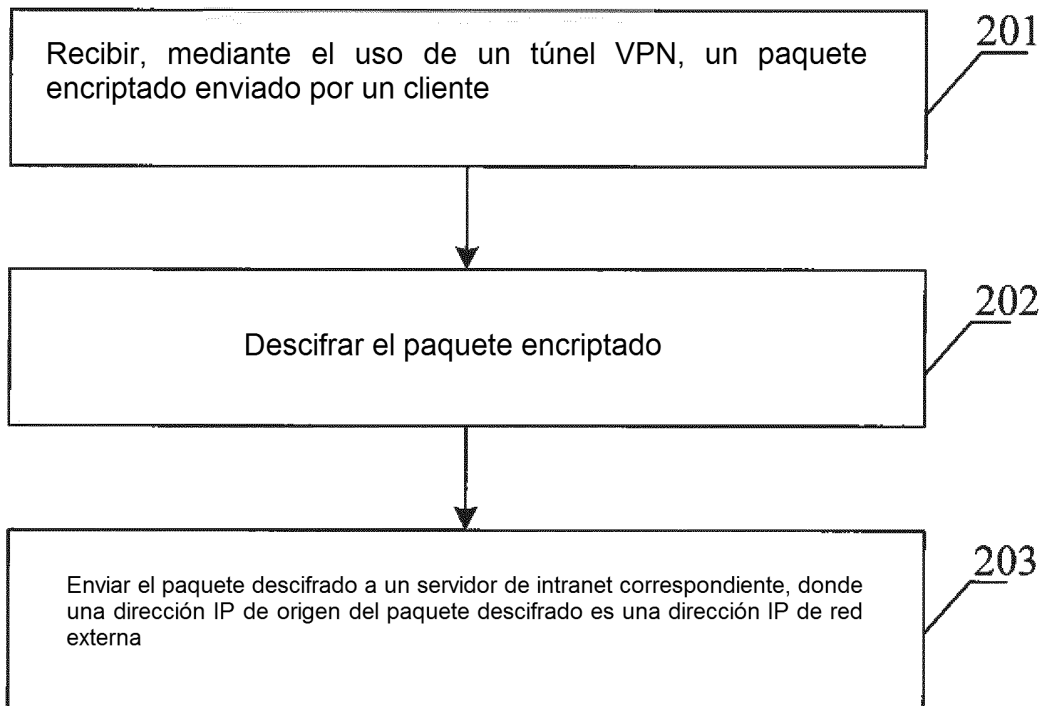 Recibir, mediante el uso de un túnel VPN, un paquete
encriptado enviado por un cliente
201
Descifrar el paquete encriptado
202
Enviar el paquete descifrado a un servidor de intranet correspondiente, donde
una dirección IP de origen del paquete descifrado es una dirección IP de red
externa
203